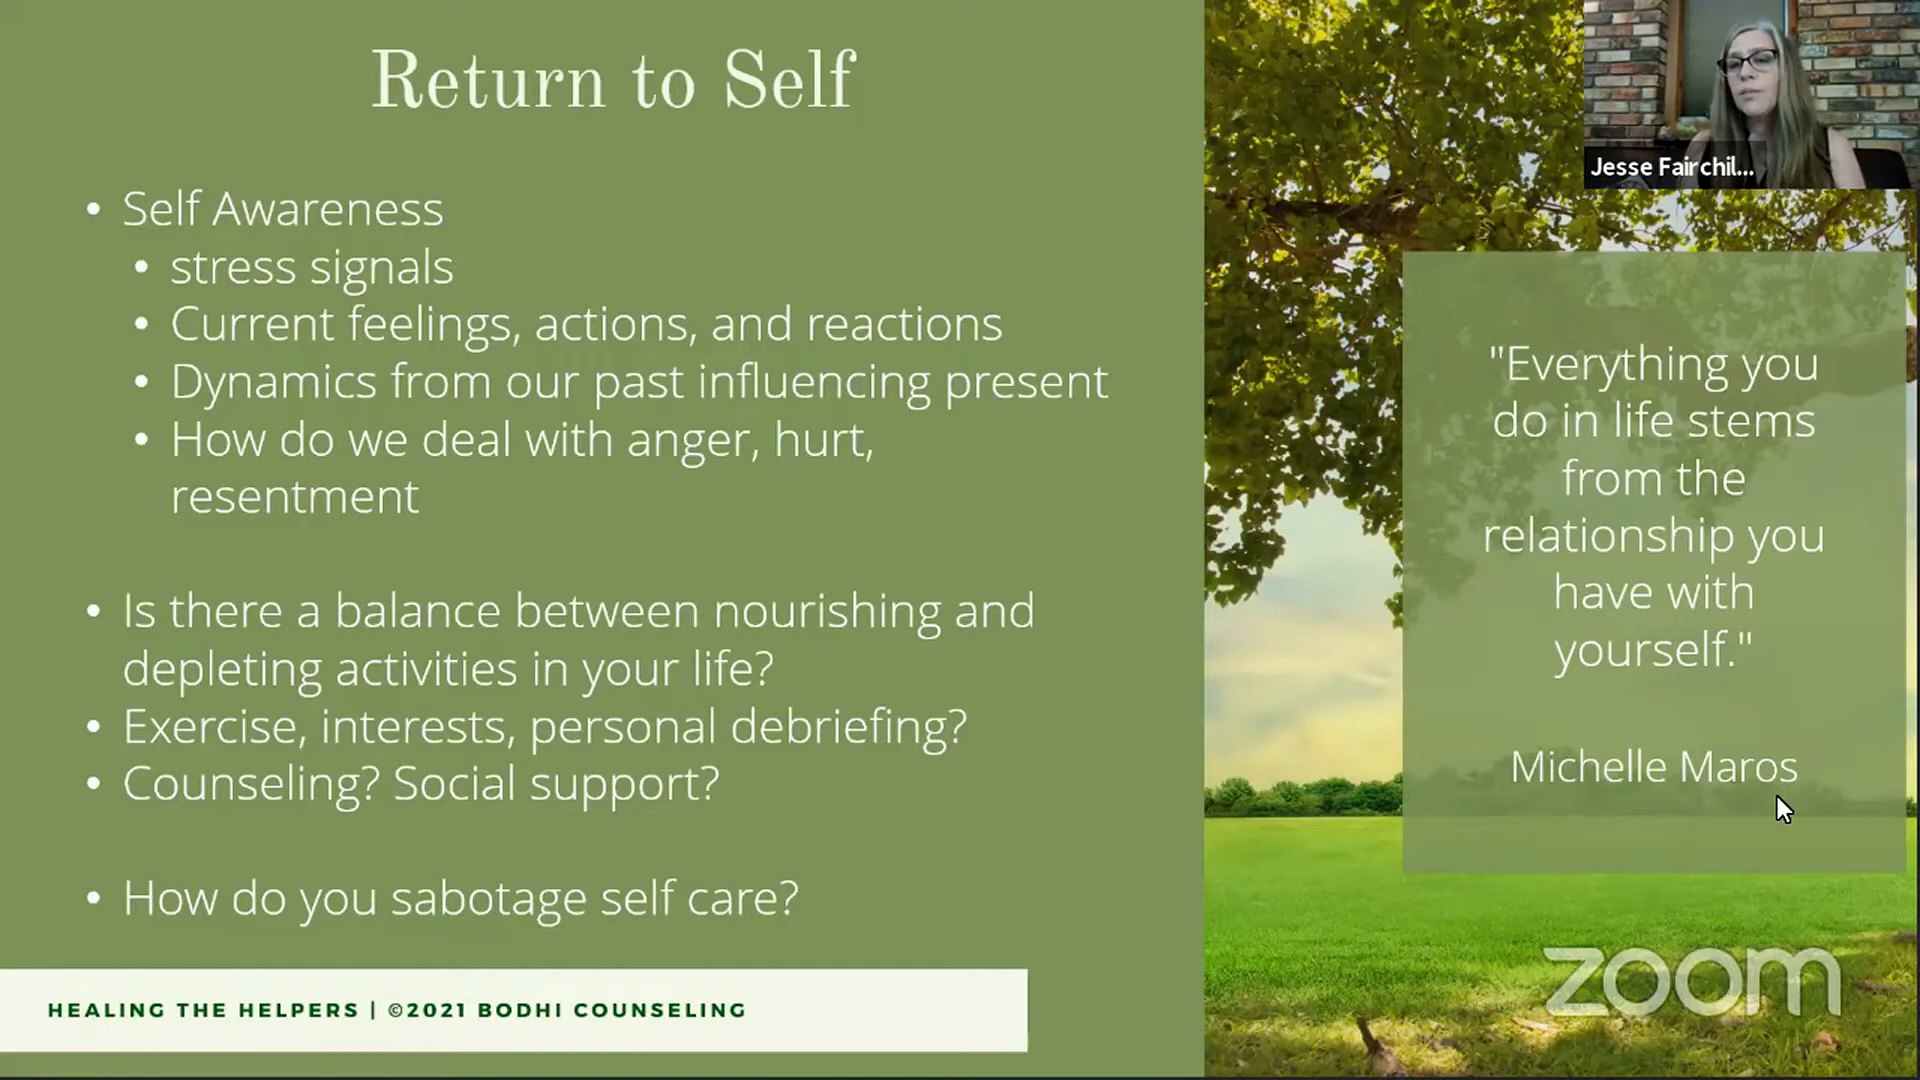 Return to Self
• Self Awareness
• stress signals
• Current feelings, actions, and reactions
• Dynamics from our past influencing present
• How do we deal with anger, hurt,
resentment
• Is there a balance between nourishing and
depleting activities in your life?
• Exercise, interests, personal debriefing?
• Counseling? Social support?
• How do you sabotage self care?
HEALING THE HELPERS | ©2021 BODHI COUNSELING
Jesse Fairchil...
"Everything you
do in life stems
from the
relationship you
have with
yourself."
Michelle Maros
zoom